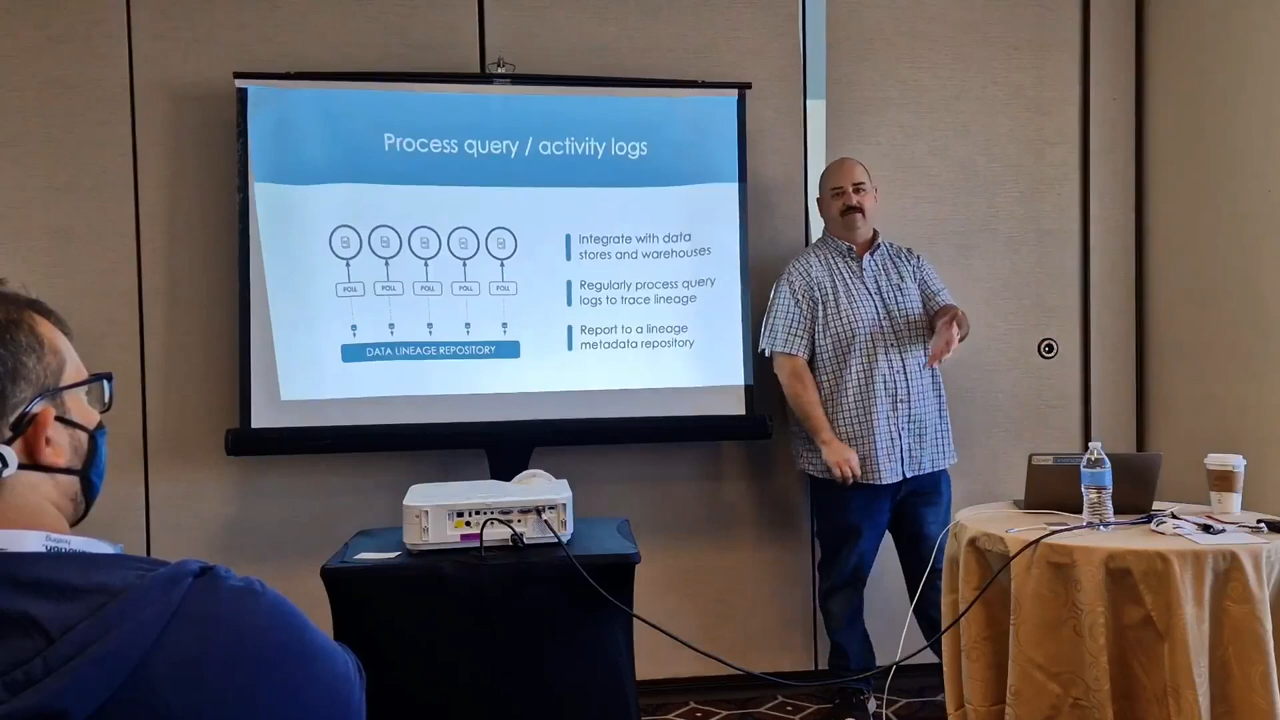 Process query / activity logs
Integrate with data
stores and warehouses
Regularly process query
logs to trace lineage
Report to a lineage
metadata repository
POLL POLL POLL POLL POLL
DATA LINEAGE REPOSITORY